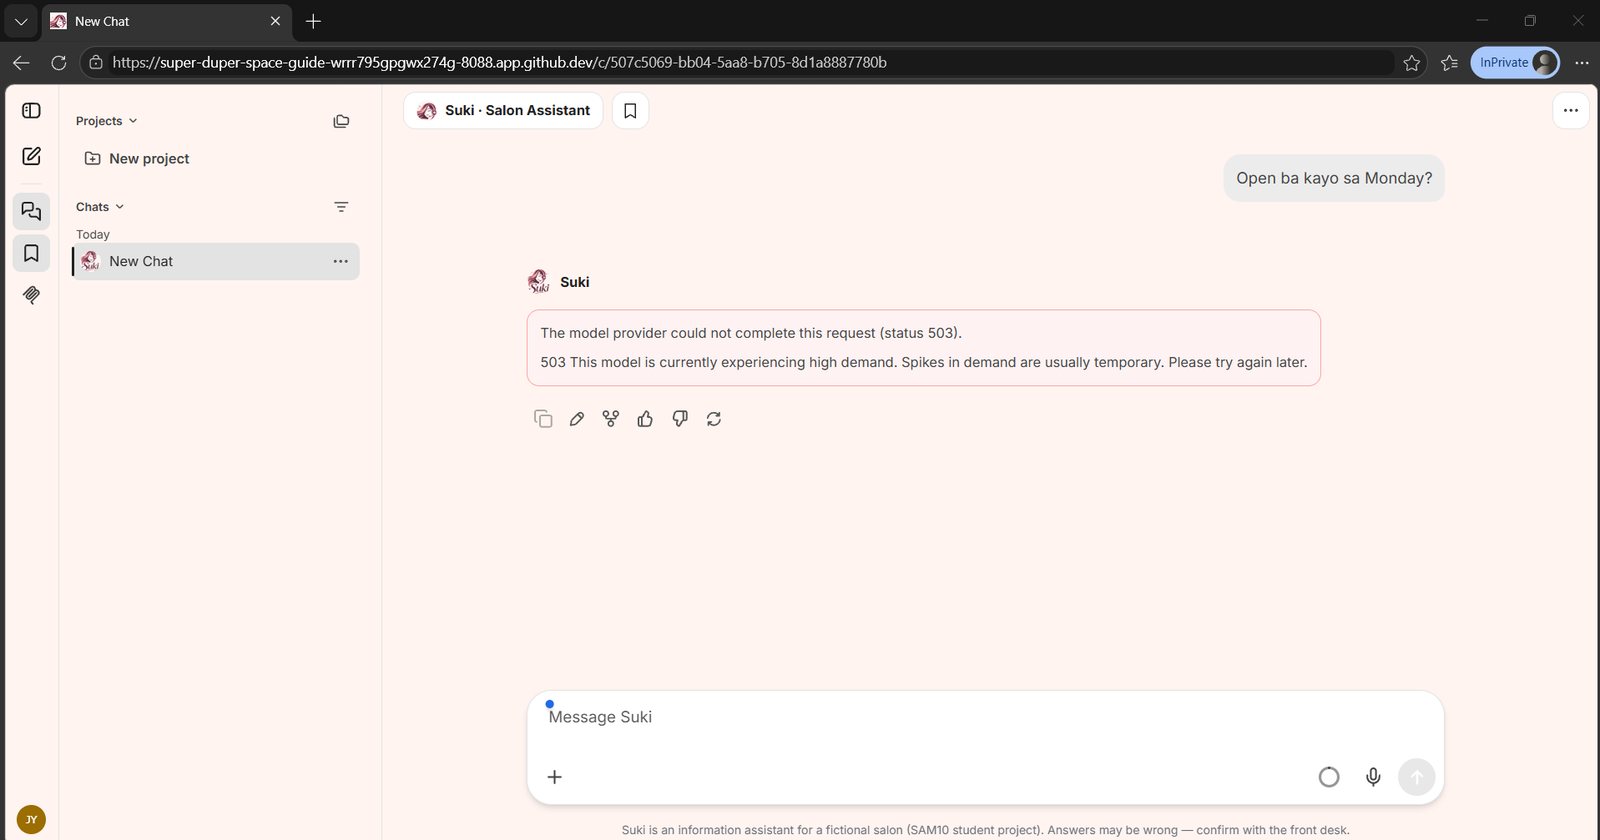 New Chat
https://super-duper-space-guide-wrrr795gpgwx274g-8088.app.github.dev/c/507c5069-bb04-5aa8-b705-8d1a8887780b
InPrivate
Projects
New project
Chats
Today
New Chat
Suki · Salon Assistant
Open ba kayo sa Monday?
Suki
The model provider could not complete this request (status 503).
503 This model is currently experiencing high demand. Spikes in demand are usually temporary. Please try again later.
Message Suki
JY
Suki is an information assistant for a fictional salon (SAM10 student project). Answers may be wrong — confirm with the front desk.